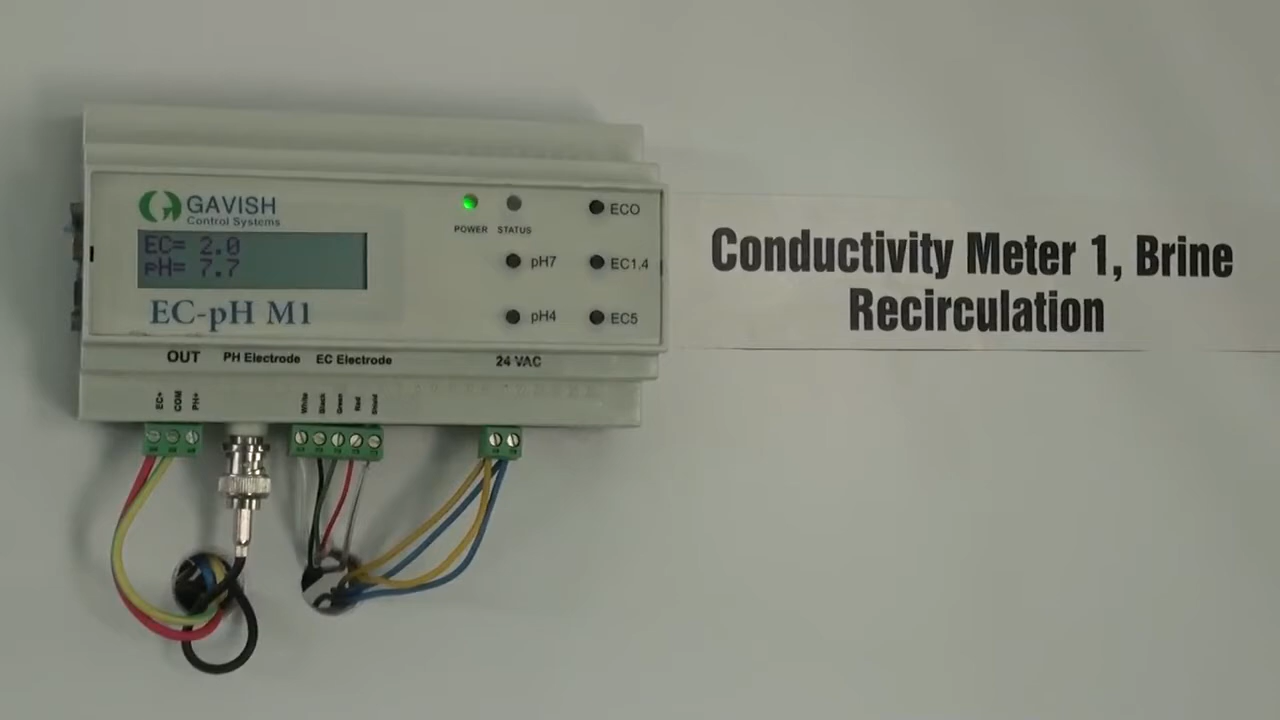 GAVISH
Control Systems
EC= 2.0
pH= 7.7
EC-pH M1
POWER STATUS
ECO
pH7
EC1,4
pH4
EC5
OUT PH Electrode EC Electrode 24 VAC
EC+ COM PH+
White Black Green Red Shield
Conductivity Meter 1, Brine
Recirculation